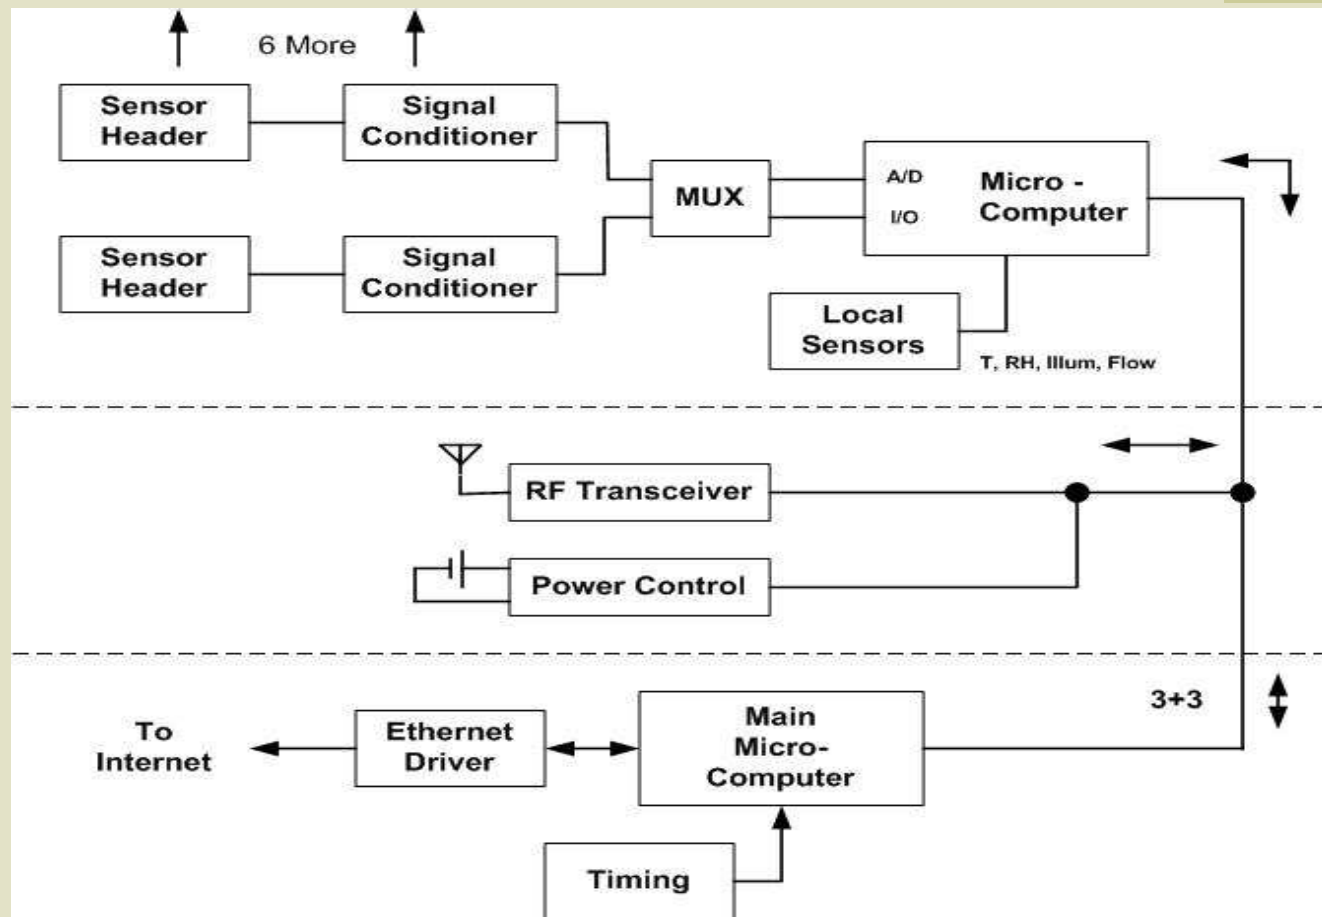 6 More
Sensor
Header
Signal
Conditioner
MUX
A/D
I/O
Micro -
Computer
Sensor
Header
Signal
Conditioner
Local
Sensors
T, RH, Illum, Flow
RF Transceiver
Power Control
3+3
To
Internet
Ethernet
Driver
Main
Micro-
Computer
Timing